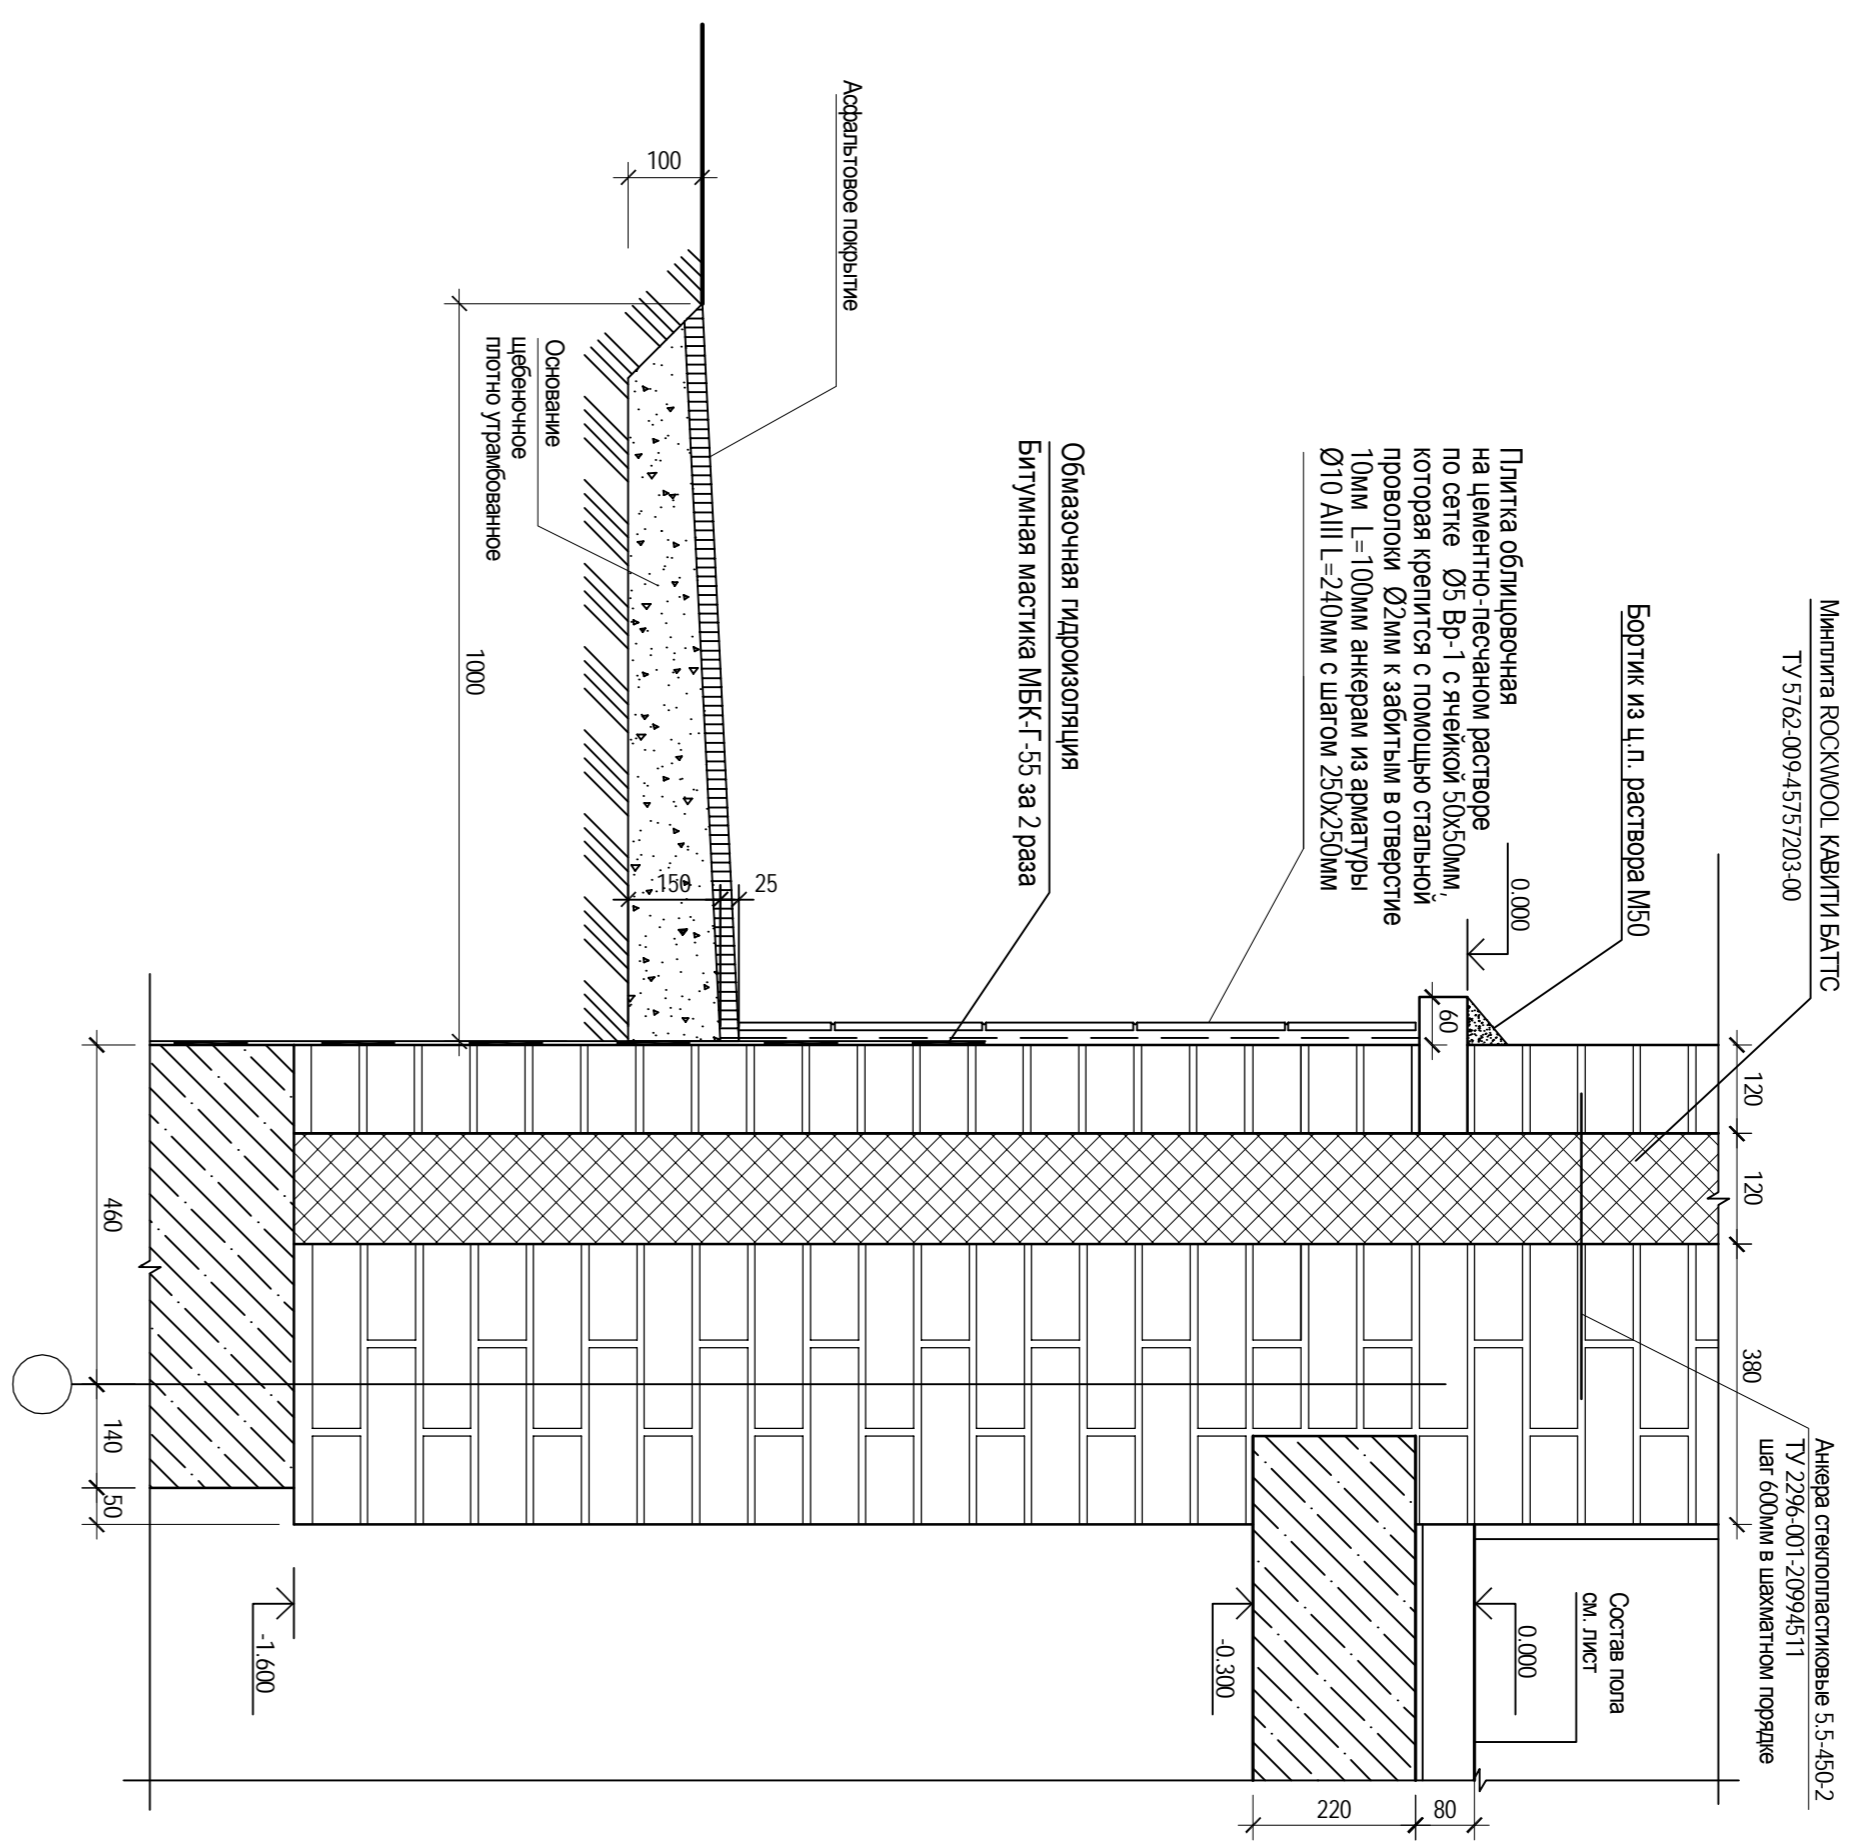 Минплита ROCKWOOL КАВИТИ БАТТС
ТУ 5762-009-45757203-00
Бортик из ц.п. раствора М50
0.000
Плитка облицовочная
на цементно-песчаном растворе
по сетке Ø5 Вр-1 с ячейкой 50х50мм,
которая крепится с помощью стальной
проволоки Ø2мм к забитым в отверстие
10мм L=100мм анкерам из арматуры
Ø10 АIII L=240мм с шагом 250х250мм
Обмазочная гидроизоляция
Битумная мастика МБК-Г-55 за 2 раза
Асфальтовое покрытие
Основание
щебеночное
плотно утрамбованное
100
1000
150
25
60
120
120
380
Анкера стеклопластиковые 5.5-450-2
ТУ 2296-001-20994511
шаг 600мм в шахматном порядке
Состав пола
см. лист
0.000
-0.300
-1.600
220
80
460
140
50